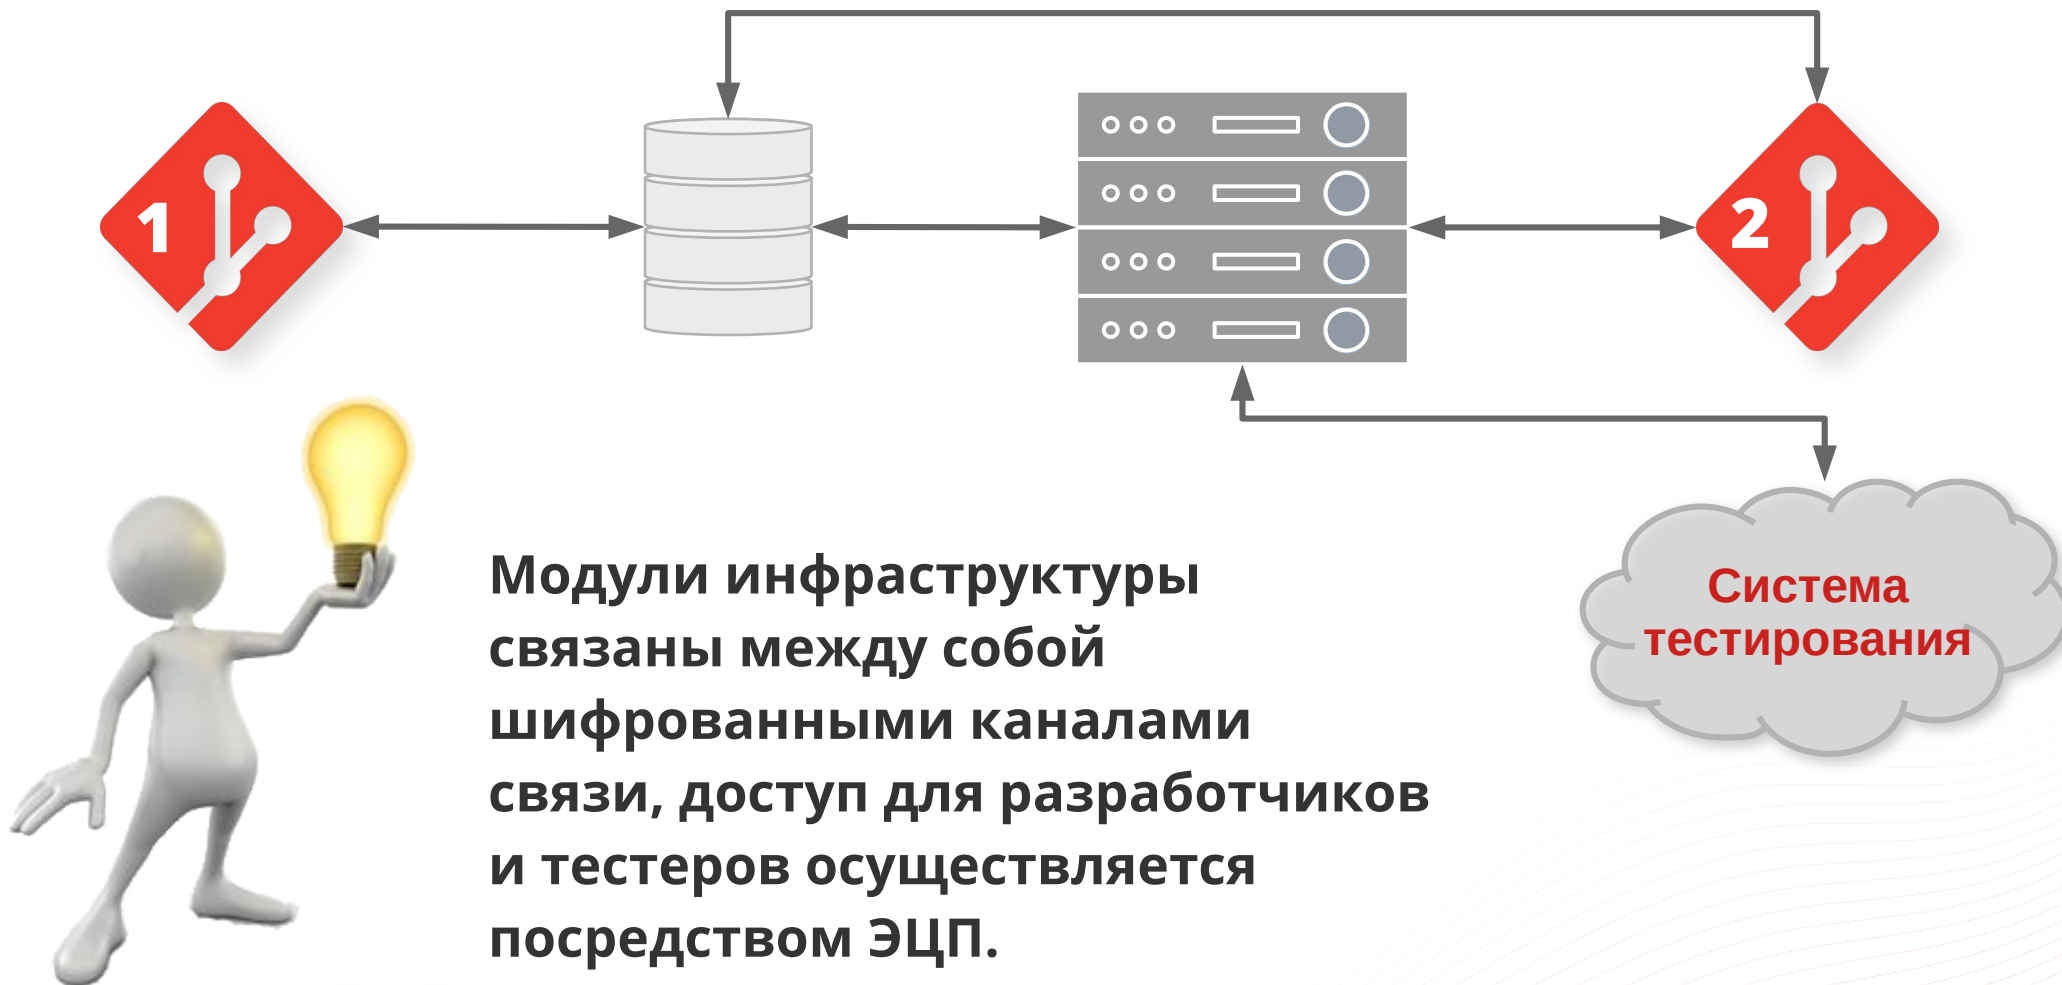 1
2
Система
тестирования
Модули инфраструктуры
связаны между собой
шифрованными каналами
связи, доступ для разработчиков
и тестеров осуществляется
посредством ЭЦП.